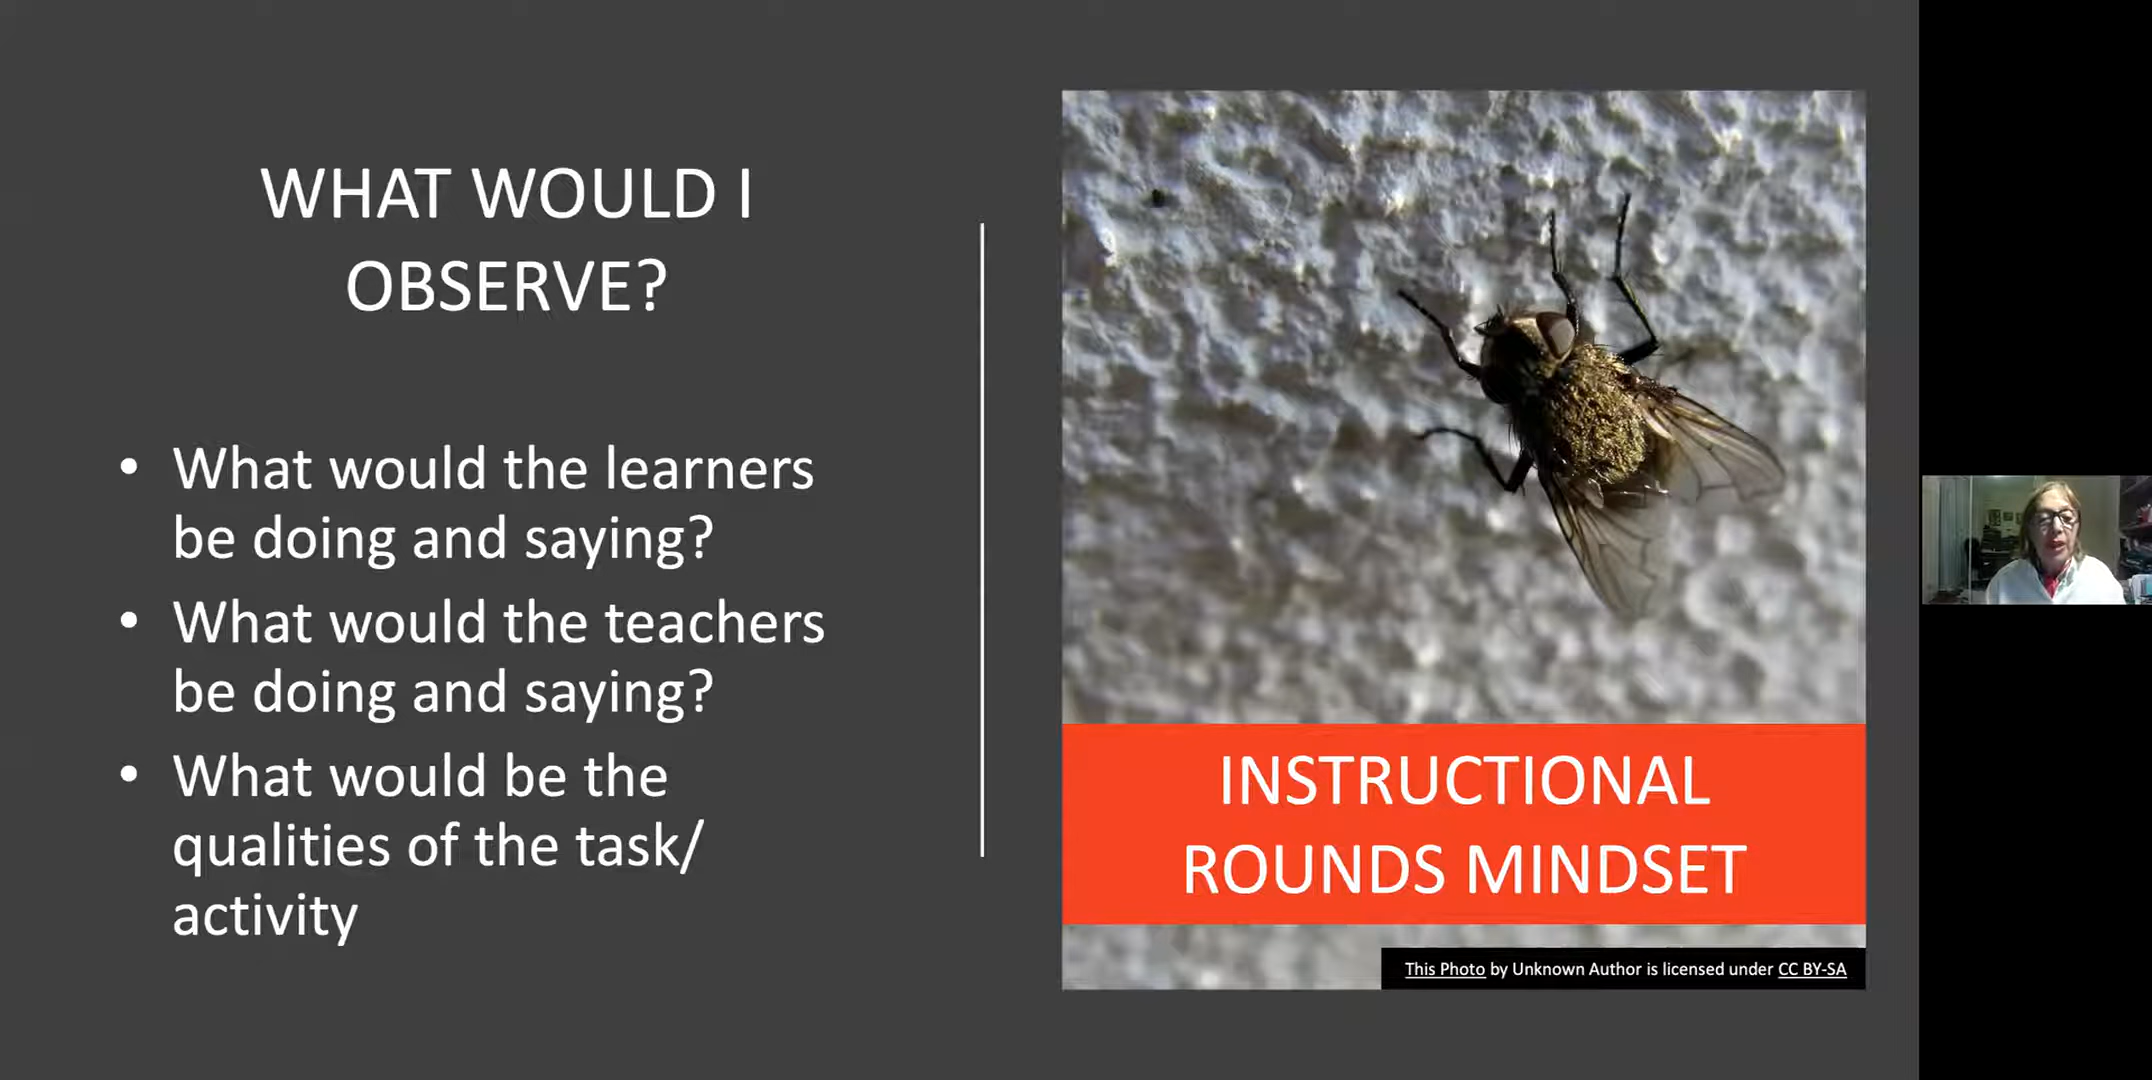 WHAT WOULD I
OBSERVE?
• What would the learners
be doing and saying?
• What would the teachers
be doing and saying?
• What would be the
qualities of the task/
activity
INSTRUCTIONAL
ROUNDS MINDSET
This Photo by Unknown Author is licensed under CC BY-SA